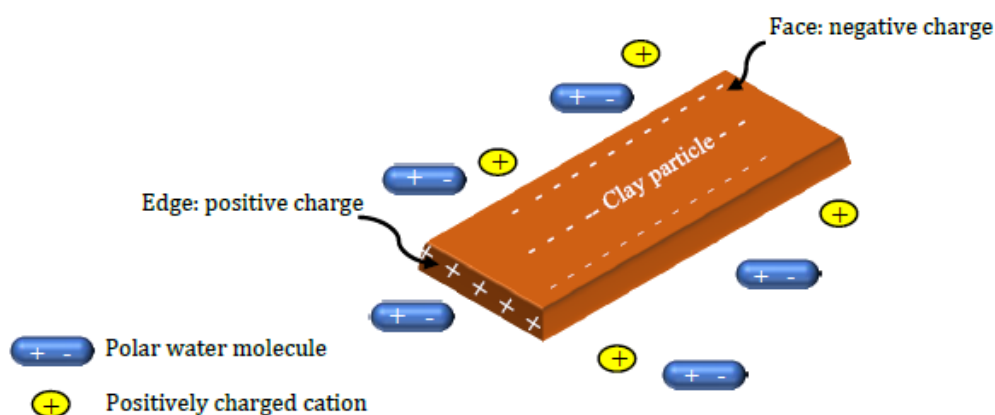 Face: negative charge
-- Clay particle -
Edge: positive charge
Polar water molecule
Positively charged cation